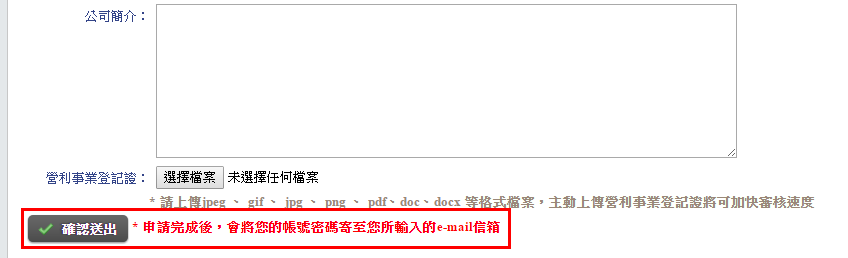 公司簡介：
營利事業登記證： 選擇檔案 未選擇任何檔案
* 請上傳jpeg 、 gif 、 jpg 、 png 、 pdf、doc、docx 等格式檔案，主動上傳營利事業登記證將可加快審核速度
確認送出 * 申請完成後，會將您的帳號密碼寄至您所輸入的e-mail信箱